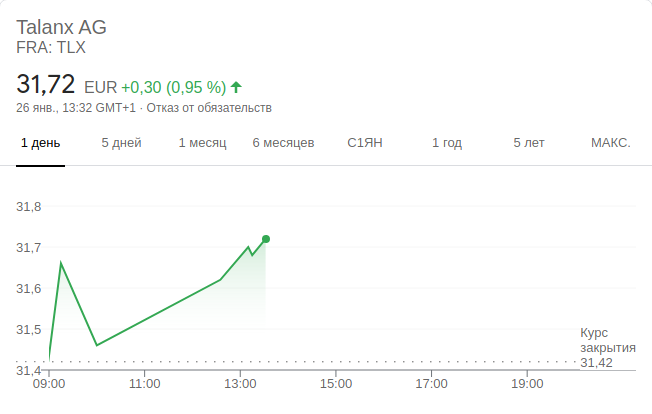 Talanx AG
FRA: TLX
31,72 EUR +0,30 (0,95 %)
26 янв., 13:32 GMT+1 · Отказ от обязательств
1 день 5 дней 1 месяц 6 месяцев С1ЯН 1 год 5 лет МАКС.
31,8
31,7
31,6
31,5
Курс
закрытия
31,42
31,4
09:00 11:00 13:00 15:00 17:00 19:00